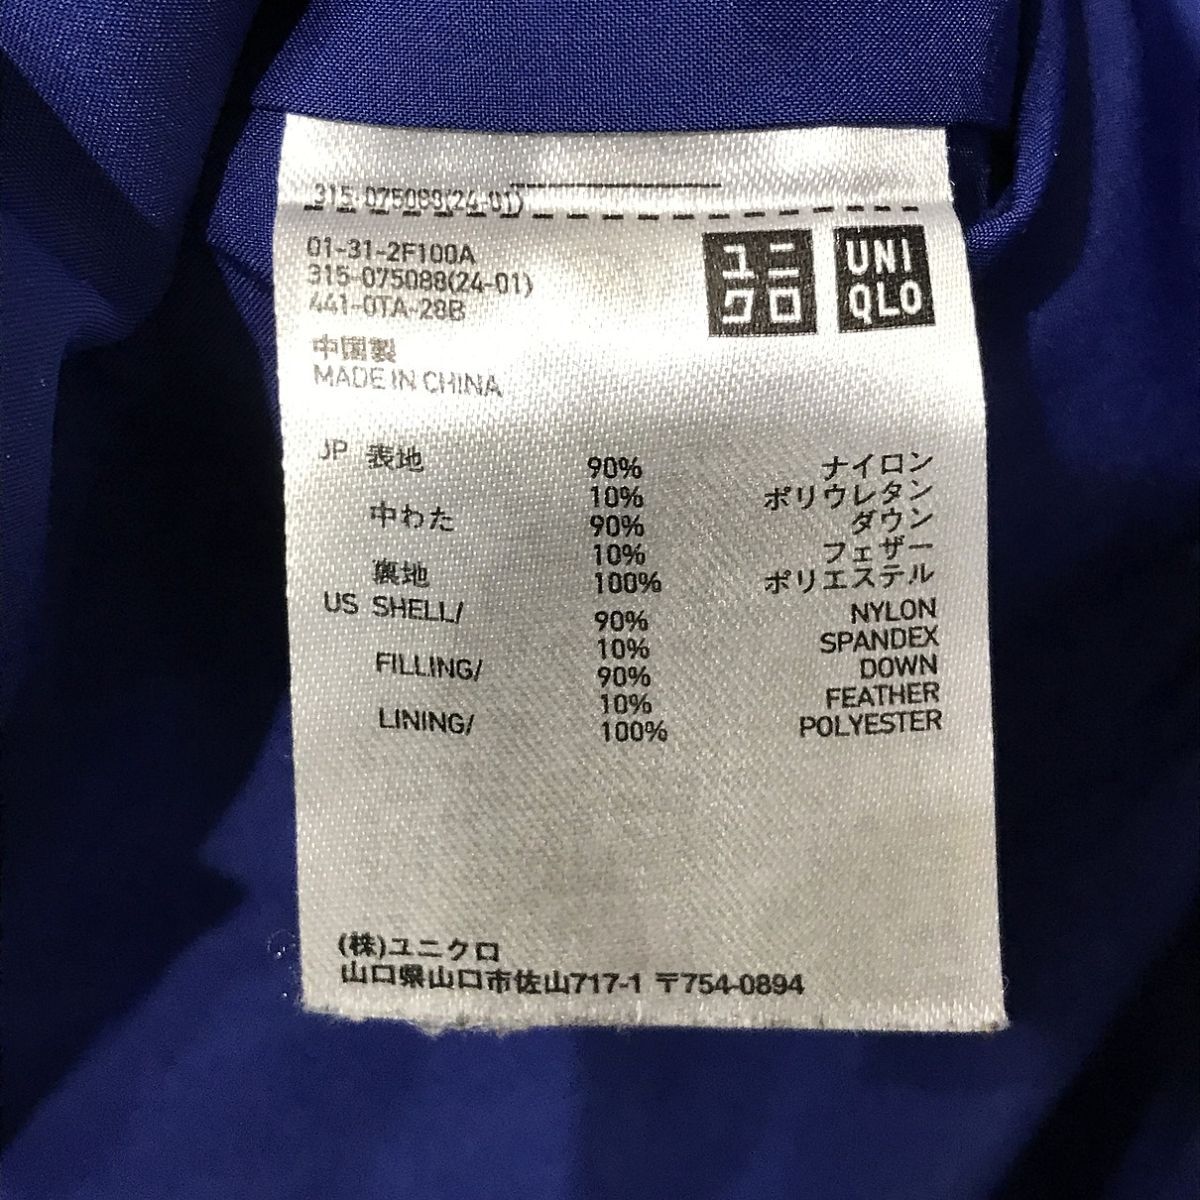 315-075088(24-01)
01-31-2F100A
315-075088(24-01)
441-0TA-28B
ユニ
クロ
UNI
QLO
中国製
MADE IN CHINA
JP 表地 90% ナイロン
10% ポリウレタン
中わた 90% ダウン
10% フェザー
裏地 100% ポリエステル
US SHELL/ 90% NYLON
10% SPANDEX
FILLING/ 90% DOWN
10% FEATHER
LINING/ 100% POLYESTER
(株)ユニクロ
山口県山口市佐山717-1 〒754-0894